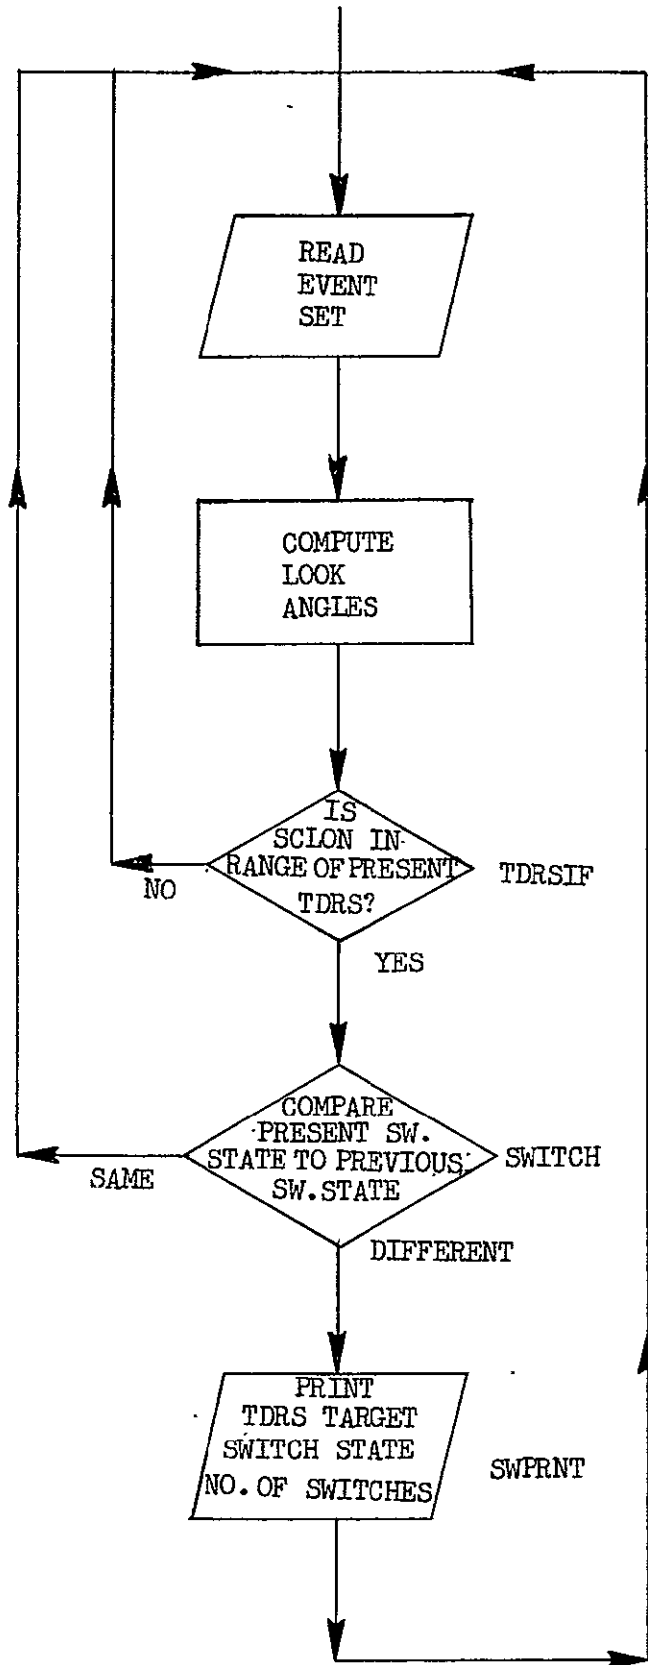 READ
EVENT
SET
COMPUTE
LOOK
ANGLES
IS
SCLON IN
RANGE OF PRESENT
TDRS?
TDRSIF
NO
YES
COMPARE
PRESENT SW.
STATE TO PREVIOUS
SW. STATE
SWITCH
SAME
DIFFERENT
PRINT
TDRS TARGET
SWITCH STATE
NO. OF SWITCHES
SWPRNT